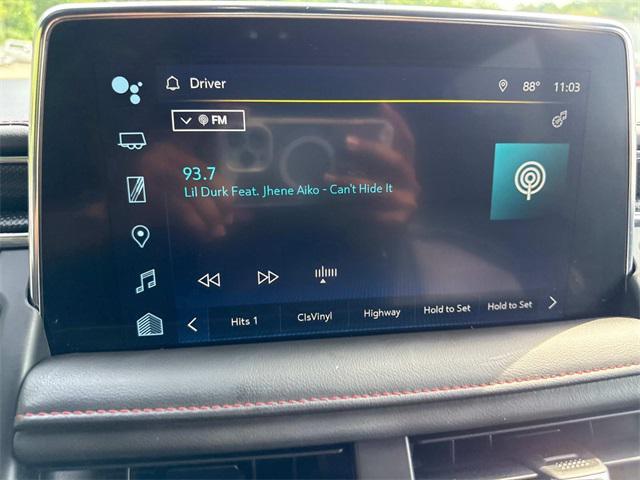 Driver
88° 11:03
FM
93.7
Lil Durk Feat. Jhene Aiko - Can't Hide It
Hits 1 ClsVinyl Highway Hold to Set Hold to Set